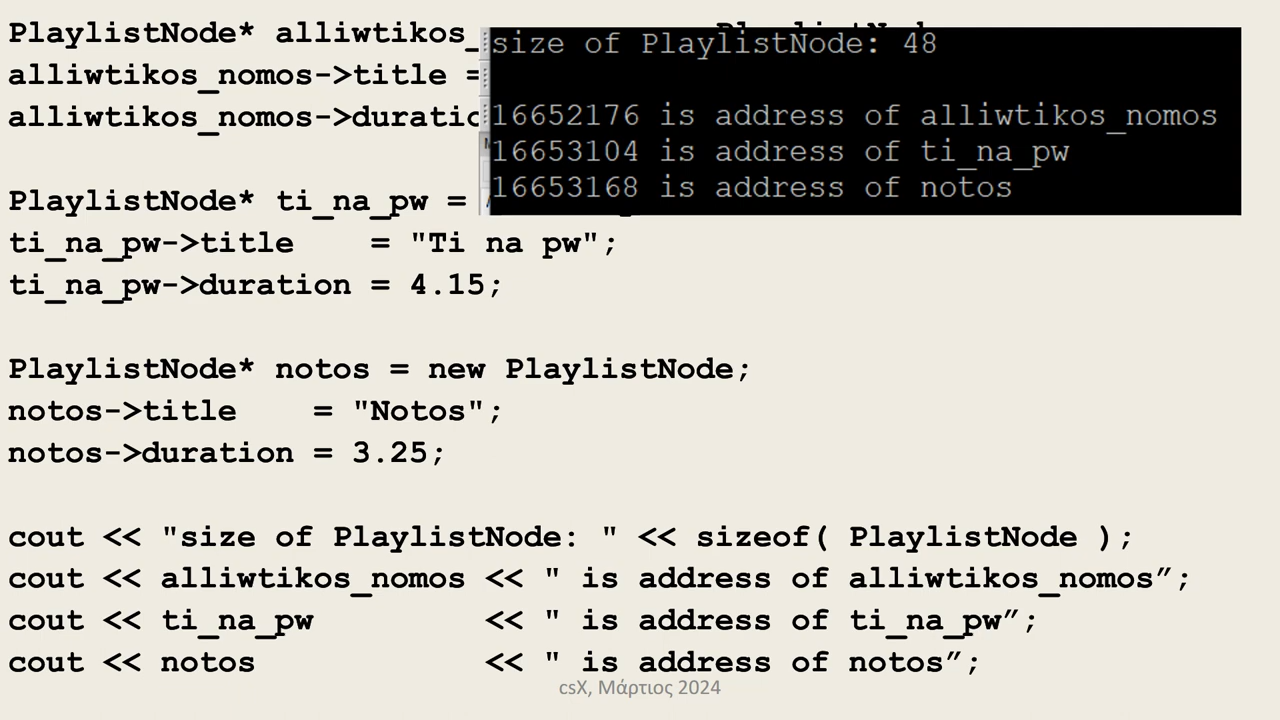 PlaylistNode* alliwtikos_
alliwtikos_nomos->title =
alliwtikos_nomos->duratio
size of PlaylistNode: 48
16652176 is address of alliwtikos_nomos
16653104 is address of ti_na_pw
16653168 is address of notos
PlaylistNode* ti_na_pw =
ti_na_pw->title    = "Ti na pw";
ti_na_pw->duration = 4.15;
PlaylistNode* notos = new PlaylistNode;
notos->title    = "Notos";
notos->duration = 3.25;
cout << "size of PlaylistNode: " << sizeof( PlaylistNode );
cout << alliwtikos_nomos << " is address of alliwtikos_nomos”;
cout << ti_na_pw         << " is address of ti_na_pw”;
cout << notos            << " is address of notos”;
csX, Μάρτιος 2024